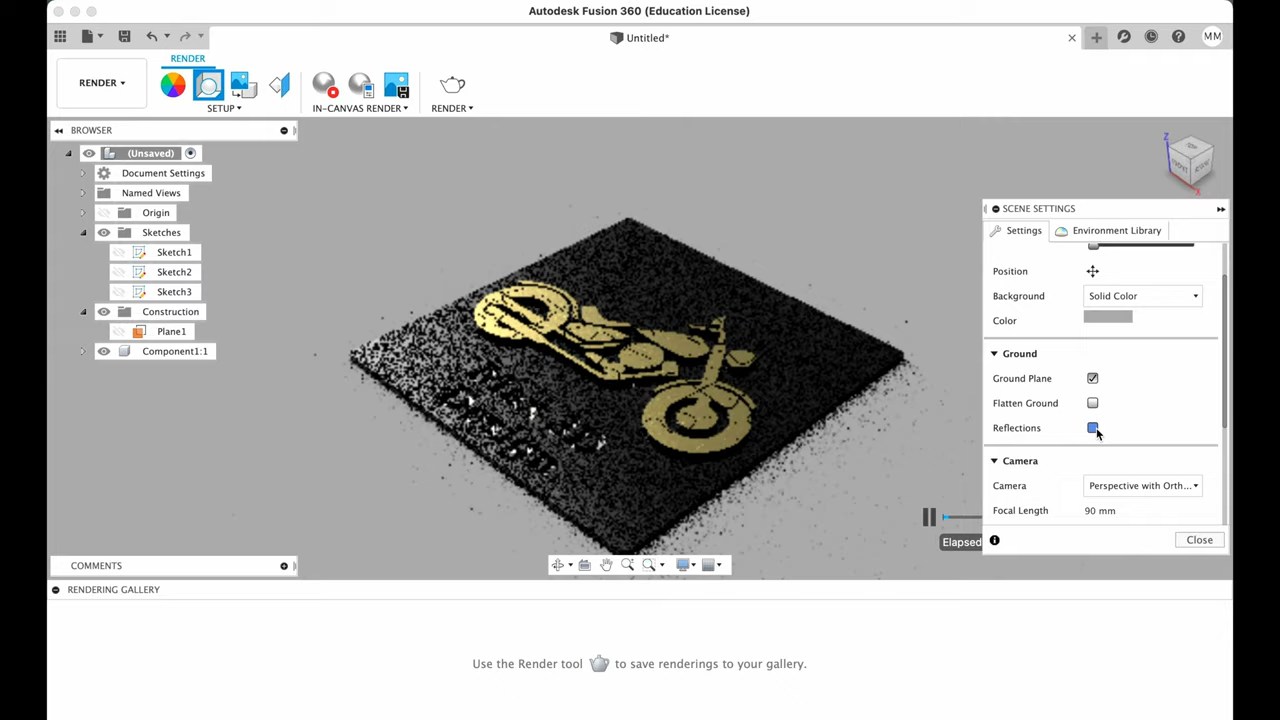 Autodesk Fusion 360 (Education License)
Untitled*
MM
RENDER
RENDER
SETUP
IN-CANVAS RENDER
RENDER
BROWSER
(Unsaved)
Document Settings
Named Views
Origin
Sketches
Sketch1
Sketch2
Sketch3
Construction
Plane1
Component1:1
Z
X
SCENE SETTINGS
Settings
Environment Library
Position
Background
Solid Color
Color
Ground
Ground Plane
Flatten Ground
Reflections
Camera
Camera
Perspective with Orth...
Focal Length
90 mm
Elapsed
Close
COMMENTS
RENDERING GALLERY
Use the Render tool to save renderings to your gallery.